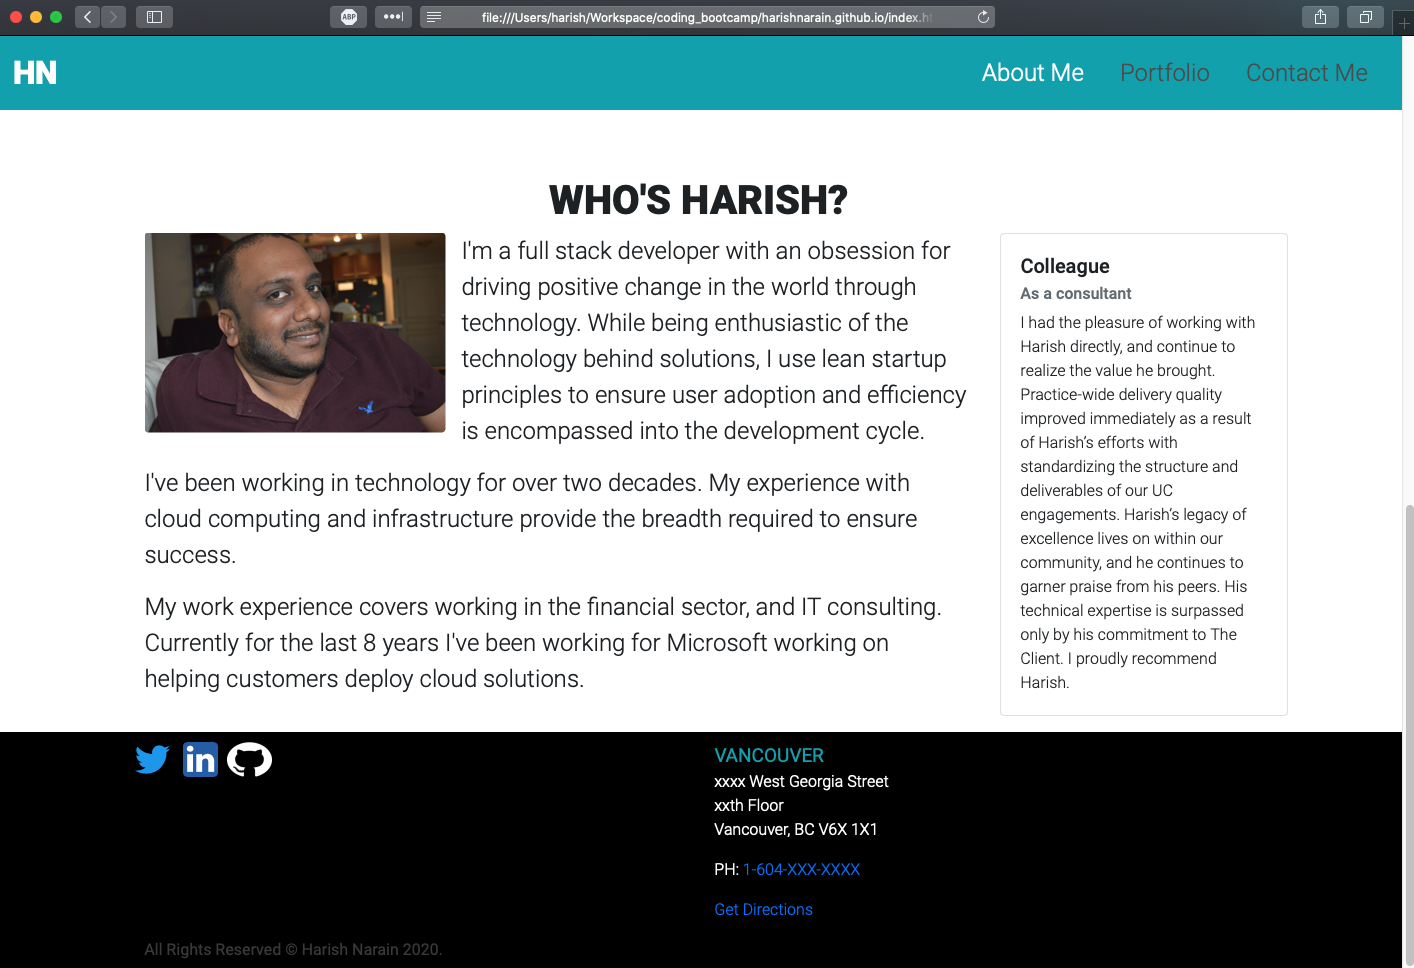 ABP
file:///Users/harish/Workspace/coding_bootcamp/harishnarain.github.io/index.ht
HN
About Me Portfolio Contact Me
WHO'S HARISH?
I'm a full stack developer with an obsession for
driving positive change in the world through
technology. While being enthusiastic of the
technology behind solutions, I use lean startup
principles to ensure user adoption and efficiency
is encompassed into the development cycle.
I've been working in technology for over two decades. My experience with
cloud computing and infrastructure provide the breadth required to ensure
success.
My work experience covers working in the financial sector, and IT consulting.
Currently for the last 8 years I've been working for Microsoft working on
helping customers deploy cloud solutions.
Colleague
As a consultant
I had the pleasure of working with
Harish directly, and continue to
realize the value he brought.
Practice-wide delivery quality
improved immediately as a result
of Harish’s efforts with
standardizing the structure and
deliverables of our UC
engagements. Harish’s legacy of
excellence lives on within our
community, and he continues to
garner praise from his peers. His
technical expertise is surpassed
only by his commitment to The
Client. I proudly recommend
Harish.
in
VANCOUVER
xxxx West Georgia Street
xxth Floor
Vancouver, BC V6X 1X1
PH: 1-604-XXX-XXXX
Get Directions
All Rights Reserved © Harish Narain 2020.